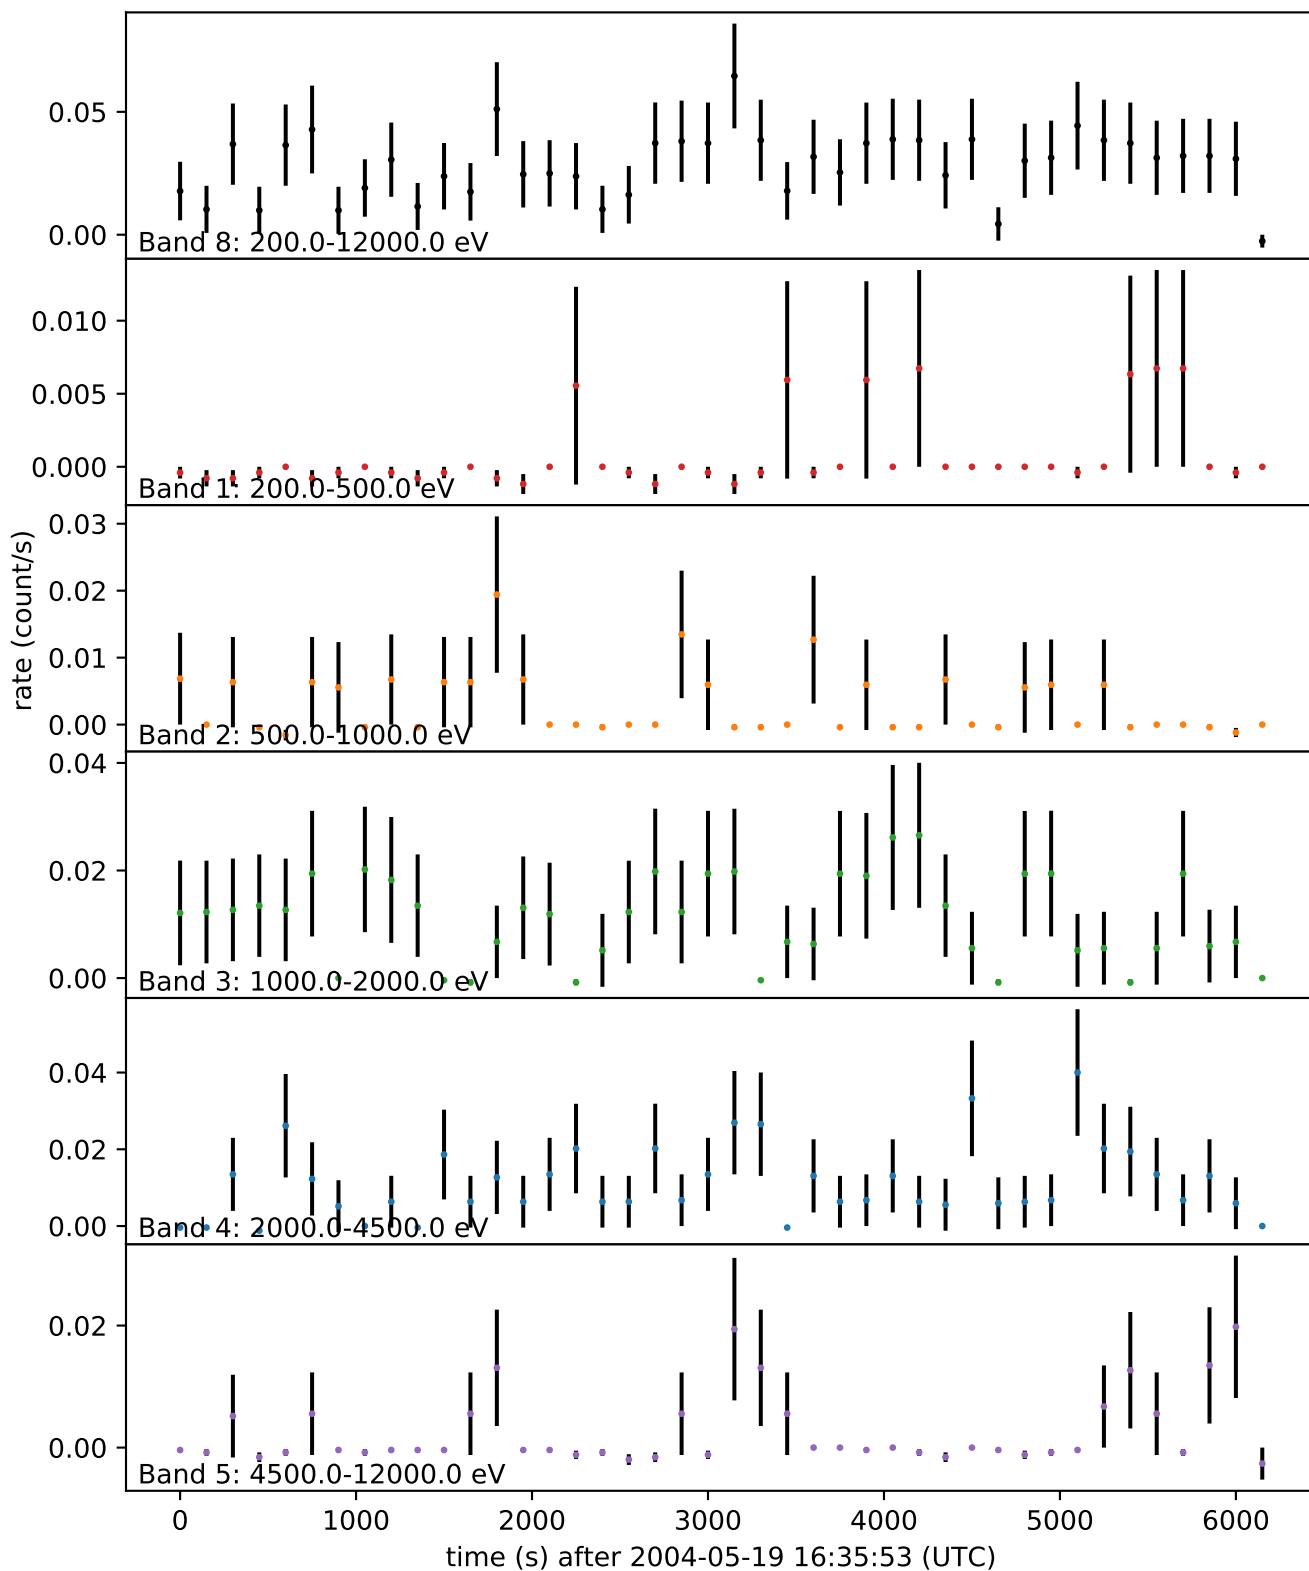 0.05
0.00
Band 8: 200.0-12000.0 eV
0.010
0.005
0.000
Band 1: 200.0-500.0 eV
rate (count/s)
0.03
0.02
0.01
0.00
Band 2: 500.0-1000.0 eV
0.04
0.02
0.00
Band 3: 1000.0-2000.0 eV
0.04
0.02
0.00
Band 4: 2000.0-4500.0 eV
0.02
0.00
Band 5: 4500.0-12000.0 eV
0 1000 2000 3000 4000 5000 6000
time (s) after 2004-05-19 16:35:53 (UTC)